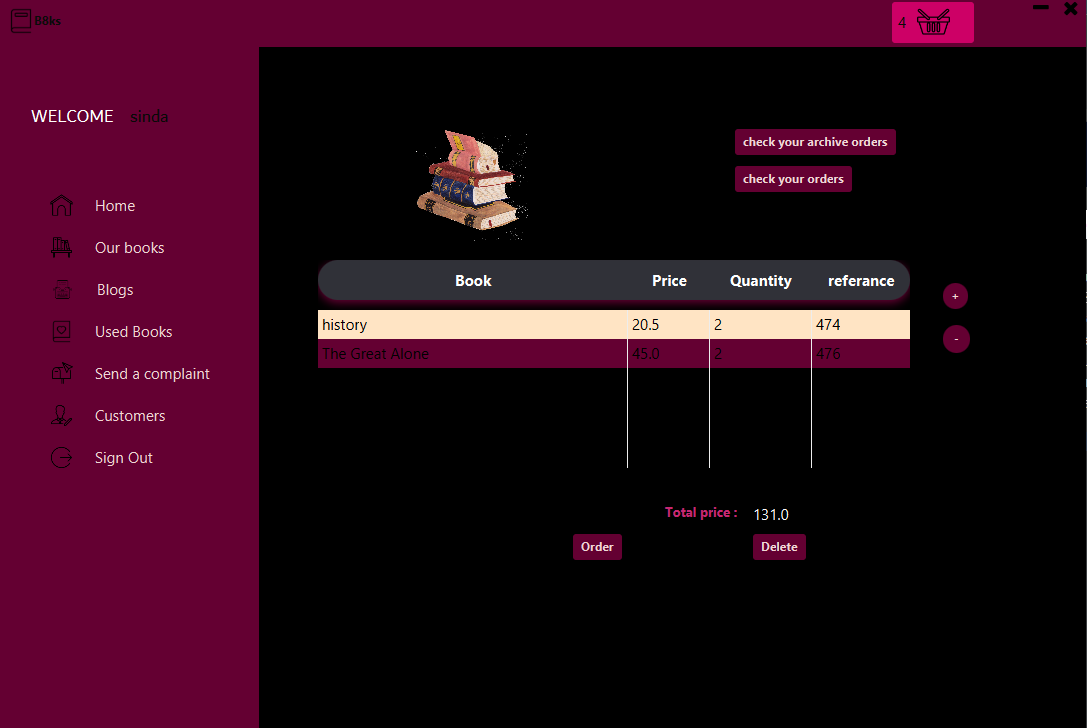 B8ks
4
WELCOME sinda
Home
Our books
Blogs
Used Books
Send a complaint
Customers
Sign Out
check your archive orders
check your orders
Book Price Quantity referance
history 20.5 2 474
The Great Alone 45.0 2 476
+
-
Total price : 131.0
Order Delete